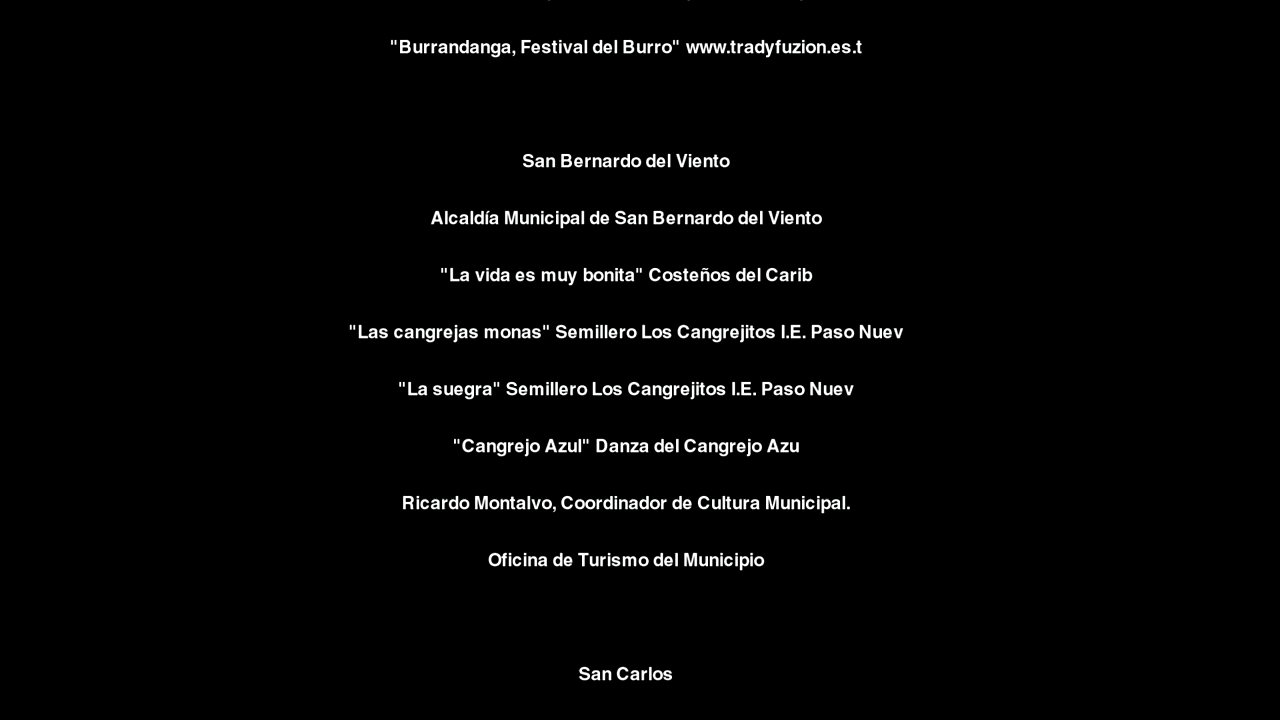 "Burrandanga, Festival del Burro" www.tradyfuzion.es.t
San Bernardo del Viento
Alcaldía Municipal de San Bernardo del Viento
"La vida es muy bonita" Costeños del Carib
"Las cangrejas monas" Semillero Los Cangrejitos I.E. Paso Nuev
"La suegra" Semillero Los Cangrejitos I.E. Paso Nuev
"Cangrejo Azul" Danza del Cangrejo Azu
Ricardo Montalvo, Coordinador de Cultura Municipal.
Oficina de Turismo del Municipio
San Carlos